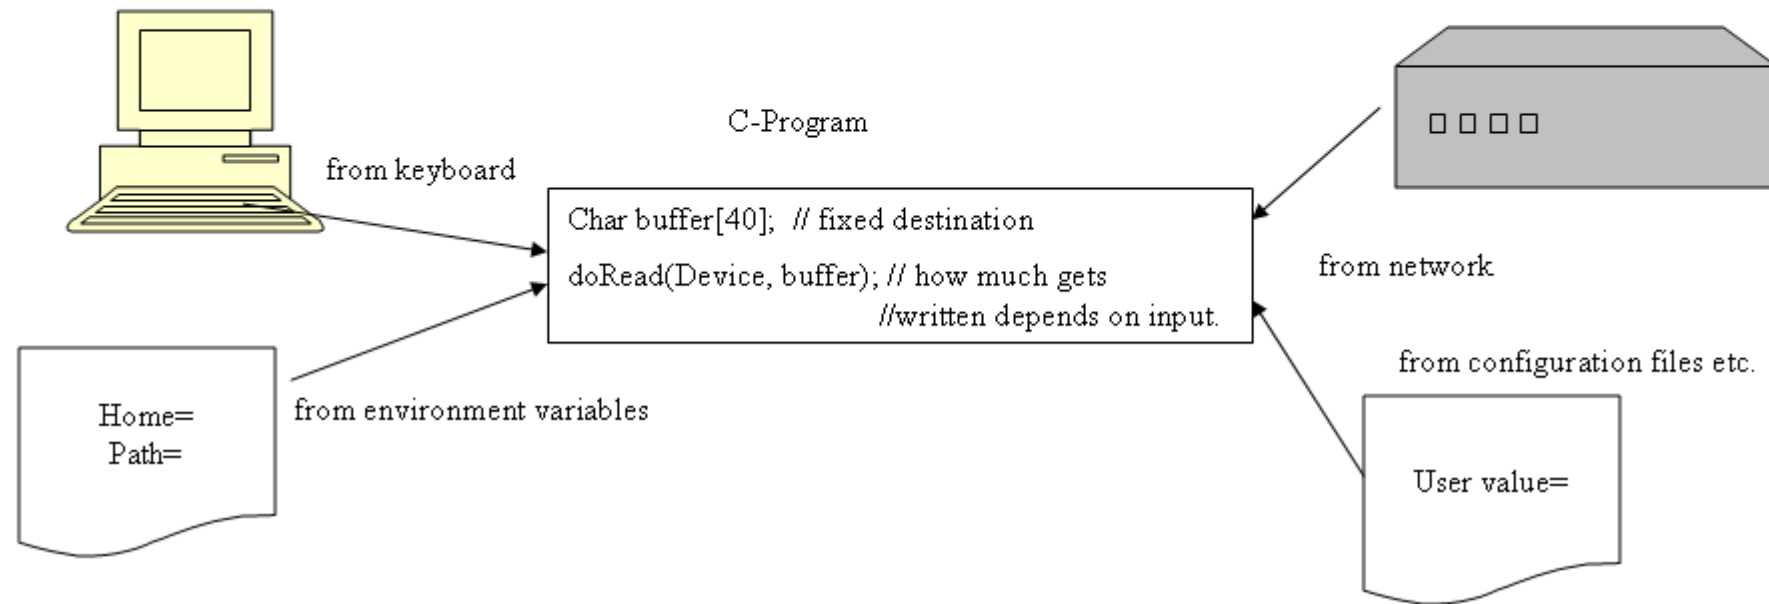 C-Program
from keyboard
Char buffer[40];  // fixed destination
doRead(Device, buffer); // how much gets
//written depends on input.
from network
from environment variables
Home=
Path=
from configuration files etc.
User value=